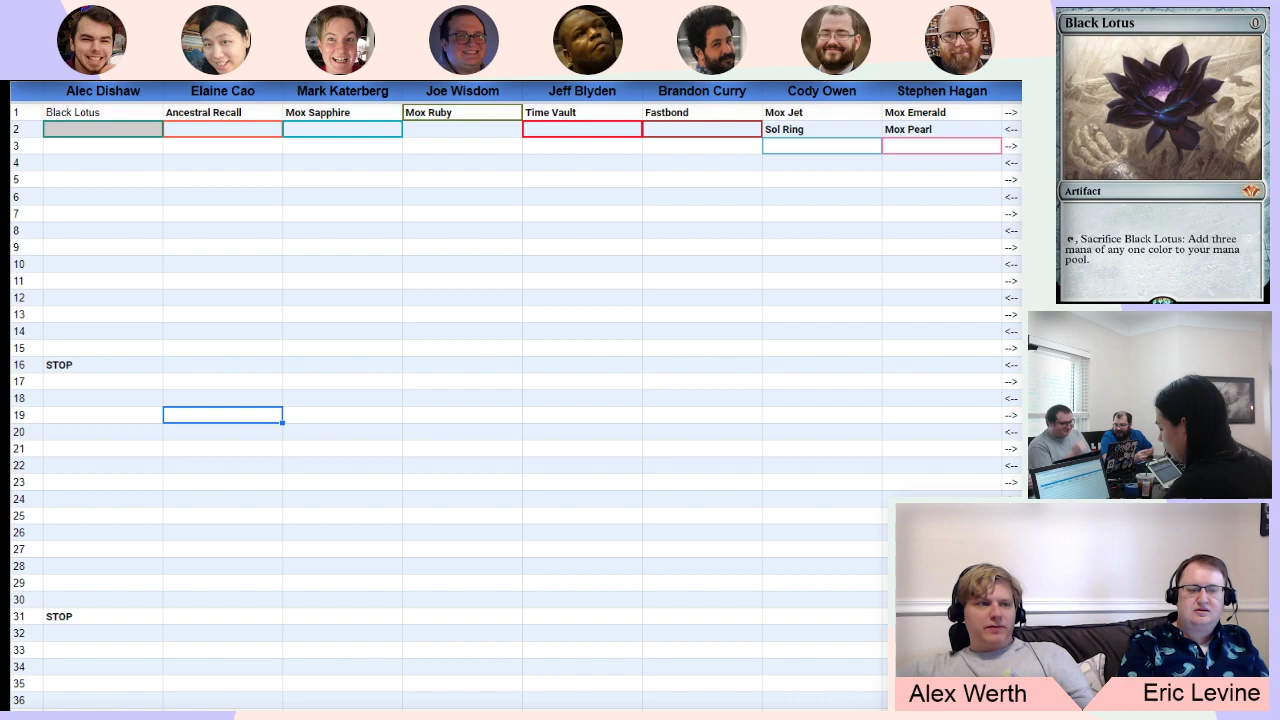 Alec Dishaw Elaine Cao Mark Katerberg Joe Wisdom Jeff Blyden Brandon Curry Cody Owen Stephen Hagan
1 Black Lotus Ancestral Recall Mox Sapphire Mox Ruby Time Vault Fastbond Mox Jet Mox Emerald -->
2 Sol Ring Mox Pearl <--
3 -->
4 <--
5 -->
6 <--
7 -->
8 <--
9 -->
10 <--
11 -->
12 <--
13 -->
14 <--
15 -->
16 STOP <--
17 -->
18 <--
19 -->
20 <--
21 -->
22 <--
23 -->
24
25
26
27
28
29
30
31 STOP
32
33
34
35
36
Black Lotus 0
Artifact
, Sacrifice Black Lotus: Add three
mana of any one color to your mana
pool.
Alex Werth
Eric Levine